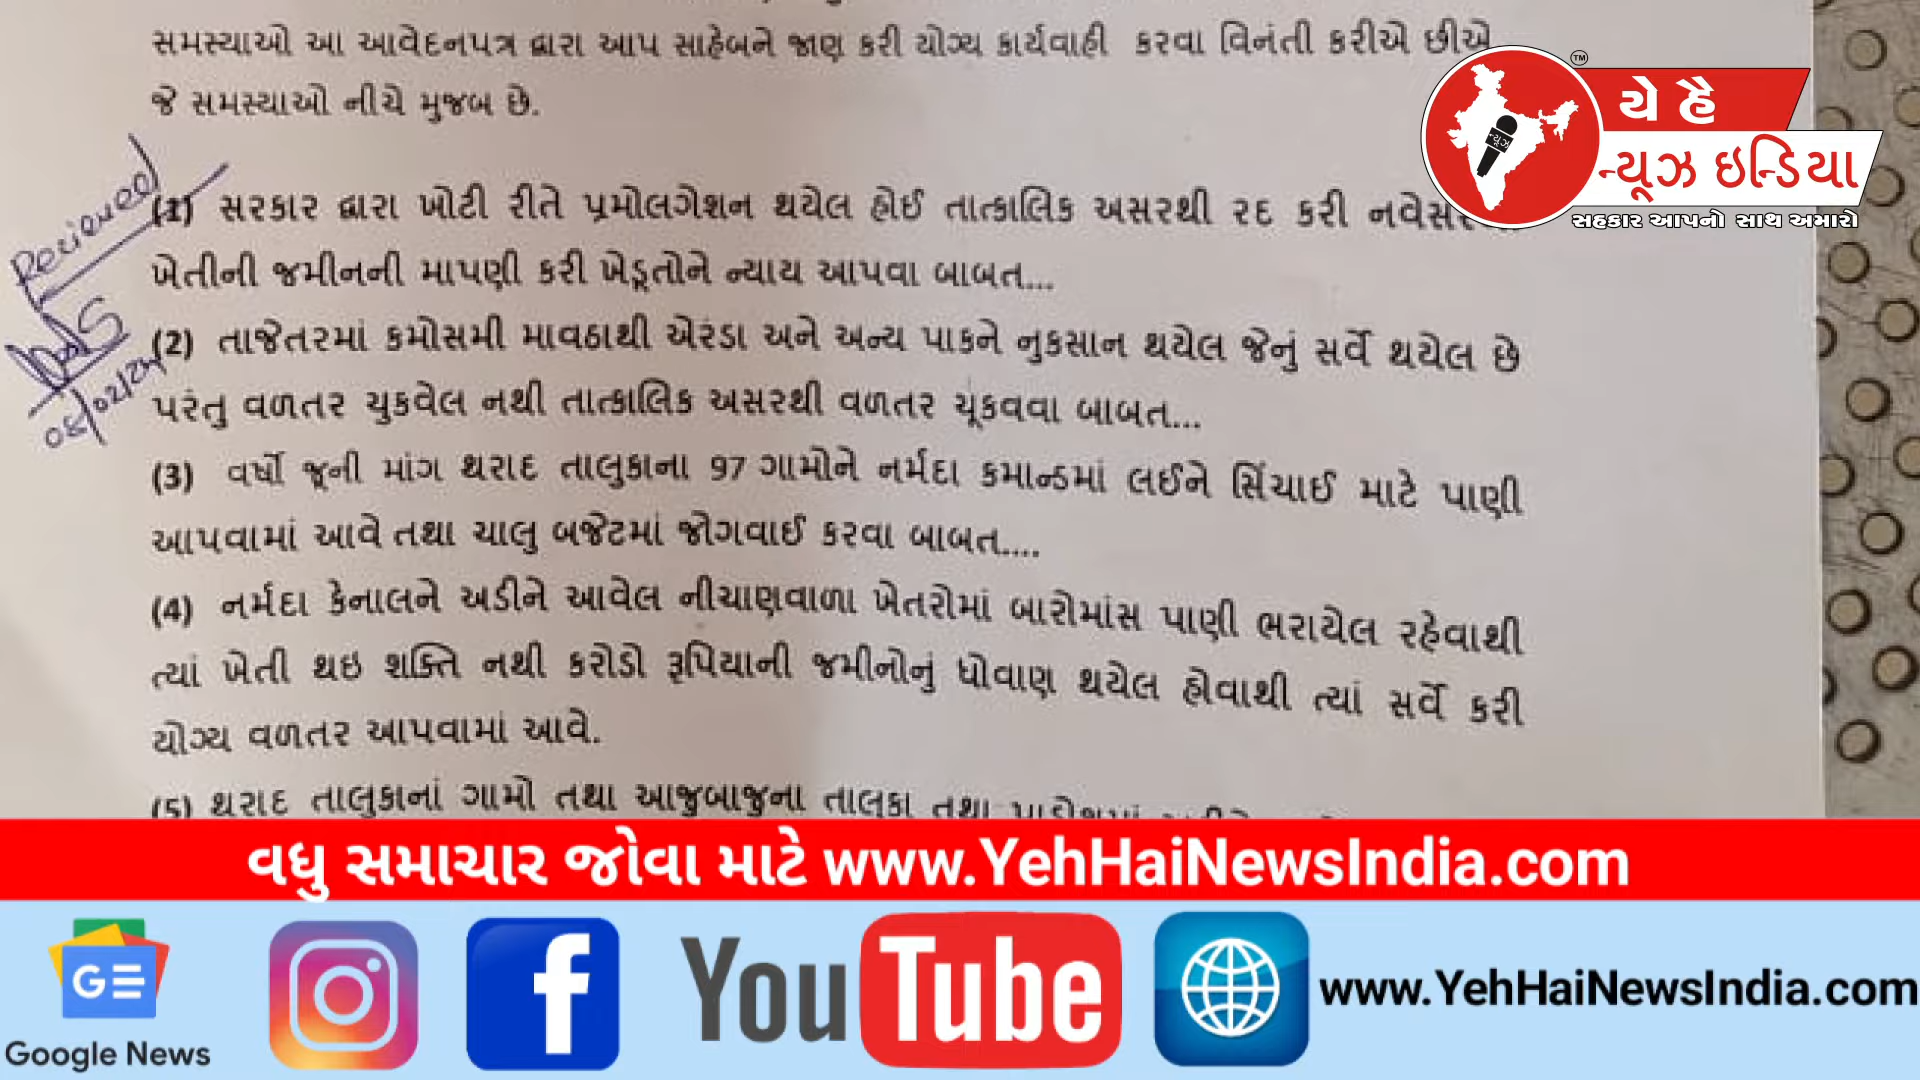 સમસ્યાઓ આ આવેદનપત્ર દ્વારા આપ સાહેબને જાણ કરી યોગ્ય કાર્યવાહી કરવા વિનંતી કરીએ છીએ
જે સમસ્યાઓ નીચે મુજબ છે.
(1) સરકાર દ્વારા ખોટી રીતે પ્રમોલગેશન થયેલ હોઈ તાત્કાલિક અસરથી રદ કરી
ખેતીની જમીનની માપણી કરી ખેડૂતોને ન્યાય આપવા બાબત...
(2) તાજેતરમાં કમોસમી માવઠાથી એરંડા અને અન્ય પાકને નુકસાન થયેલ જેનું સર્વે થયેલ છે
પરંતુ વળતર ચુકવેલ નથી તાત્કાલિક અસરથી વળતર ચૂંકવવા બાબત...
(3) વર્ષો જૂની માંગ થરાદ તાલુકાના 97 ગામોને નર્મદા કમાન્ડમાં લઈને સિંચાઈ માટે પાણી
આપવામાં આવે તથા ચાલુ બજેટમાં જોગવાઈ કરવા બાબત....
(4) નર્મદા કેનાલને અડીને આવેલ નીચાણવાળા ખેતરોમાં બારોમાંસ પાણી ભરાયેલ રહેવાથી
ત્યાં ખેતી થઇ શક્તિ નથી કરોડો રૂપિયાની જમીનોનું ધોવાણ થયેલ હોવાથી ત્યાં સર્વે કરી
યોગ્ય વળતર આપવામાં આવે.
(5) થરાદ તાલુકાનાં ગામો તથા આજુબાજુના તાલુકા તથા
Recieved
TM
યે હૈ
ન્યૂઝ ઇન્ડિયા
સહકાર આપનો સાથ અમારો
ન્યૂઝ
વધુ સમાચાર જોવા માટે www.YehHaiNewsIndia.com
G
Google News
f
YouTube
www.YehHaiNewsIndia.com